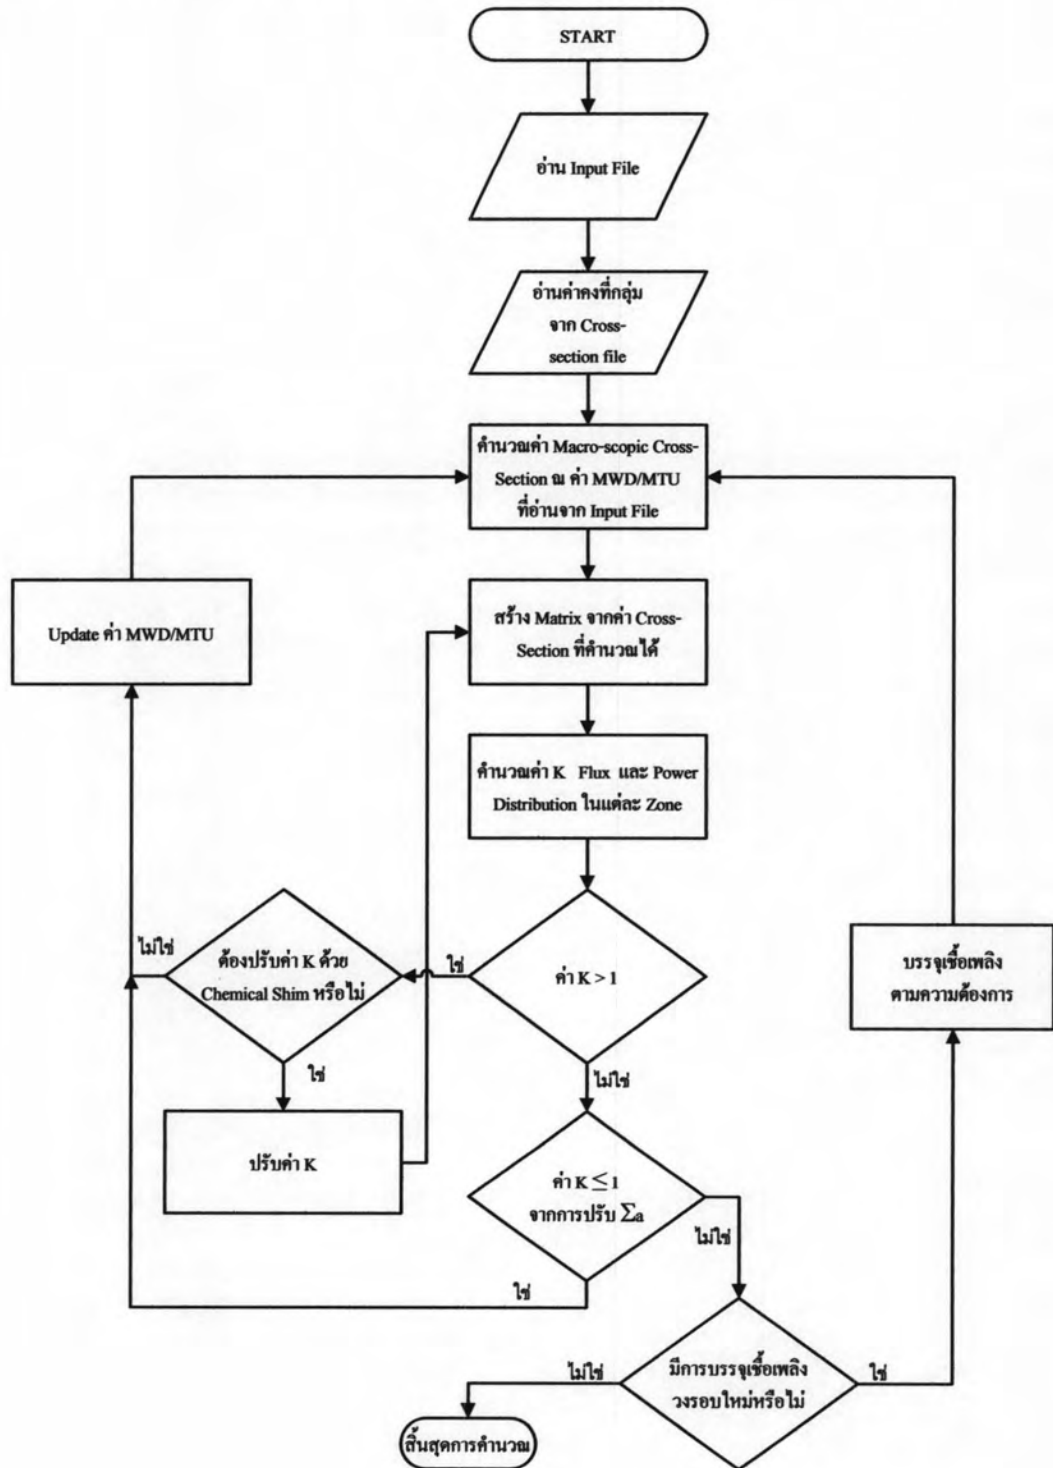 START
อ่าน Input File
อ่านค่าคงที่กลุ่ม
จาก Cross-
section file
คำนวณค่า Macro-scopic Cross-
Section ณ ค่า MWD/MTU
ที่อ่านจาก Input File
Update ค่า MWD/MTU
สร้าง Matrix จากค่า Cross-
Section ที่คำนวณได้
คำนวณค่า K Flux และ Power
Distribution ในแต่ละ Zone
ไม่ใช่
ต้องปรับค่า K ด้วย
Chemical Shim หรือไม่
ใช่
ค่า K > 1
บรรจุเชื้อเพลิง
ตามความต้องการ
ใช่
ไม่ใช่
ปรับค่า K
ค่า K ≤ 1
จากการปรับ Σa
ไม่ใช่
ใช่
ไม่ใช่
มีการบรรจุเชื้อเพลิง
วงรอบใหม่หรือไม่
ใช่
สิ้นสุดการคำนวณ